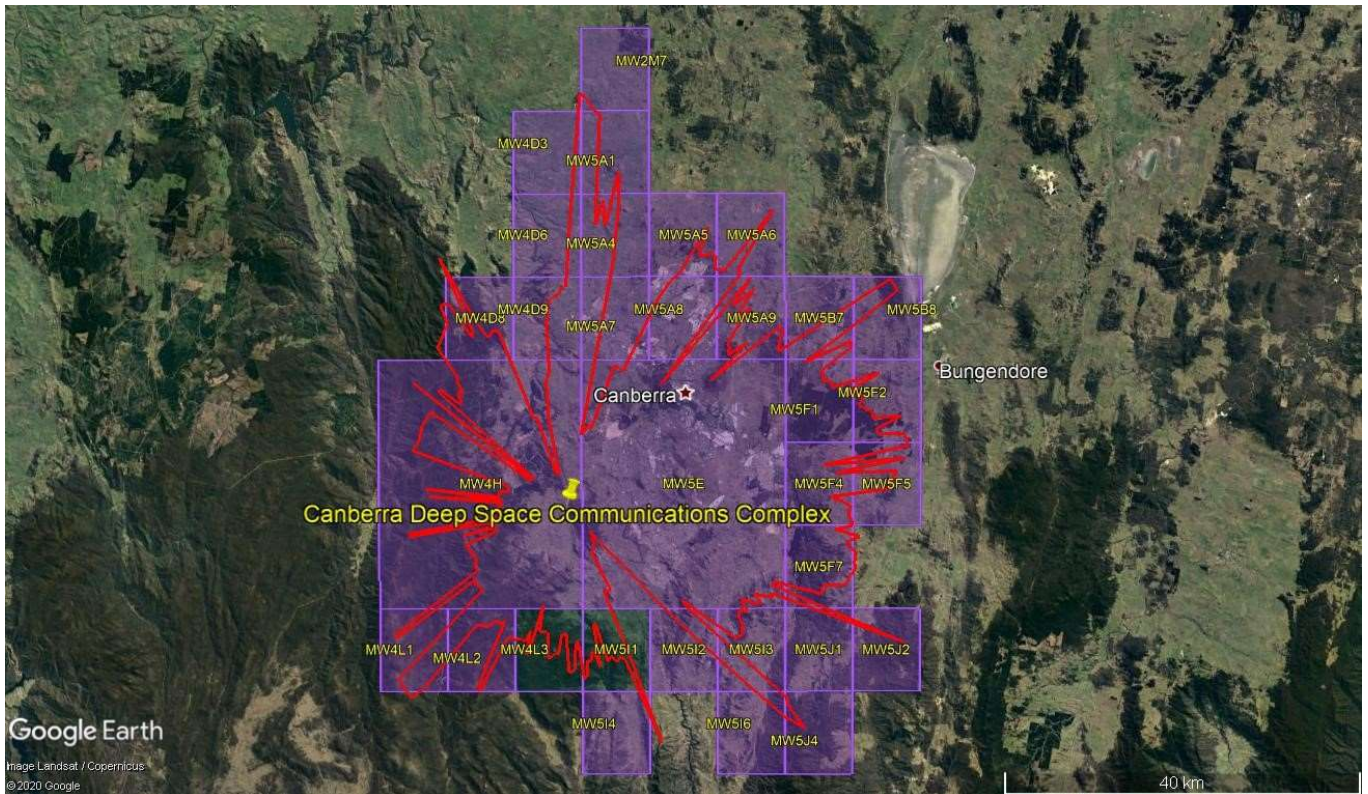 MW2M7
MW4D3
MW5A1
MW4D6
MW5A4
MW5A5
MW5A6
MW4D8
MW4D9
MW5A7
MW5A8
MW5A9
MW5B7
MW5B8
Bungendore
Canberra
MW5F1
MW5F2
MW4H
MW5E
MW5F4
MW5F5
Canberra Deep Space Communications Complex
MW5F7
MW4L1
MW4L2
MW4L3
MW5I1
MW5I2
MW5I3
MW5J1
MW5J2
MW5I4
MW5I6
MW5J4
Google Earth
Image Landsat / Copernicus
© 2020 Google
40 km